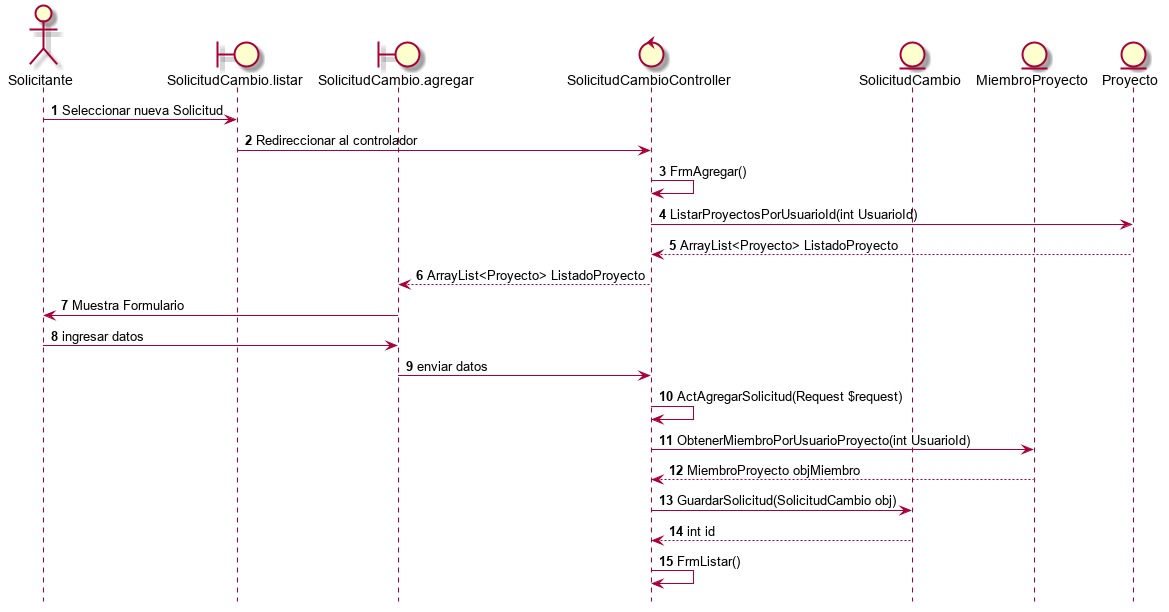 Solicitante
SolicitudCambio.listar
SolicitudCambio.agregar
SolicitudCambioController
SolicitudCambio
MiembroProyecto
Proyecto
1 Seleccionar nueva Solicitud
2 Redireccionar al controlador
3 FrmAgregar()
4 ListarProyectosPorUsuarioId(int UsuarioId)
5 ArrayList<Proyecto> ListadoProyecto
6 ArrayList<Proyecto> ListadoProyecto
7 Muestra Formulario
8 ingresar datos
9 enviar datos
10 ActAgregarSolicitud(Request $request)
11 ObtenerMiembroPorUsuarioProyecto(int UsuarioId)
12 MiembroProyecto objMiembro
13 GuardarSolicitud(SolicitudCambio obj)
14 int id
15 FrmListar()